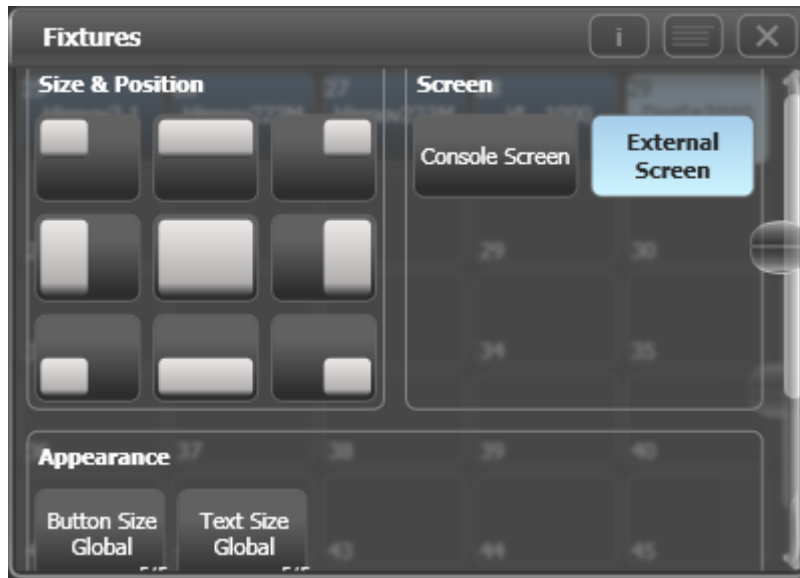 Fixtures
i
Size & Position
Screen
27
Console Screen
External
Screen
29
30
34
35
Appearance
37
38
39
40
Button Size
Global
Text Size
Global
43
44
45